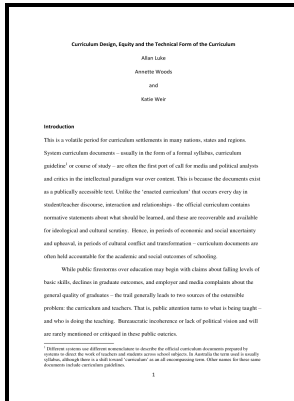 Curriculum Design, Equity and the Technical Form of the Curriculum
Allan Luke
Annette Woods
and
Katie Weir
Introduction
This is a volatile period for curriculum settlements in many nations, states and regions.
System curriculum documents – usually in the form of a formal syllabus, curriculum
guideline¹ or course of study – are often the first port of call for media and political analysis
and critics in the intellectual paradigm war over content. This is because the documents exist
as a publically accessible text. Unlike the 'enacted curriculum' that occurs every day in
student/teacher discourse, interaction and relationships - the official curriculum contains
normative statements about what should be learned, and these are recoverable and available
for ideological and cultural scrutiny. Hence, in periods of economic and social uncertainty
and upheaval, in periods of cultural conflict and transformation – curriculum documents are
often held accountable for the academic and social outcomes of schooling.
While public firestorms over education may begin with claims about falling levels of
basic skills, declines in graduate outcomes, and employer and media complaints about the
general quality of graduates – the trail generally leads to two sources of the ostensible
problem: the curriculum and teachers. That is, public attention turns to what is being taught -
and who is doing the teaching. Bureaucratic incoherence or lack of political vision and will
are rarely mentioned or critiqued in these public outcries.
¹ Different systems use different nomenclature to describe the official curriculum documents prepared by
systems to direct the work of teachers and students across school subjects. In Australia the term used is usually
syllabus, although there is a shift toward 'curriculum' as an all encompassing term. Other names for these same
documents include curriculum guidelines.
1